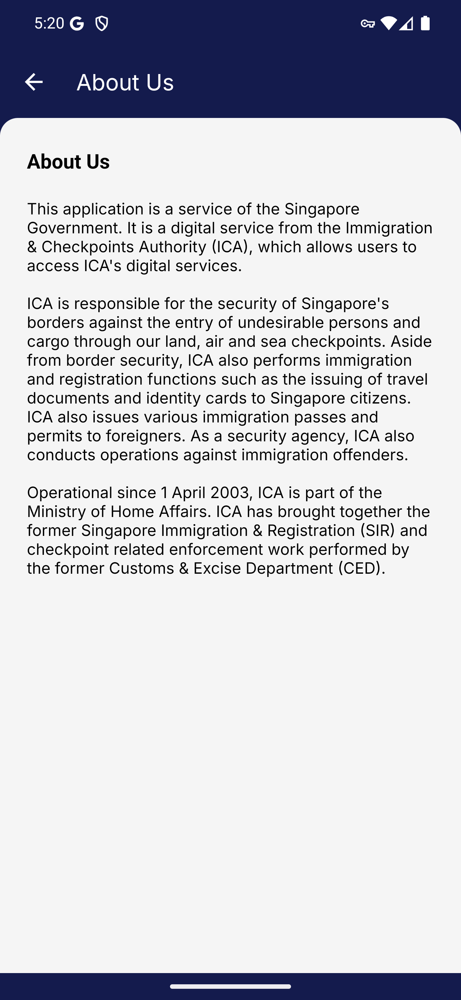 5:20
About Us
About Us
This application is a service of the Singapore
Government. It is a digital service from the Immigration
& Checkpoints Authority (ICA), which allows users to
access ICA's digital services.
ICA is responsible for the security of Singapore's
borders against the entry of undesirable persons and
cargo through our land, air and sea checkpoints. Aside
from border security, ICA also performs immigration
and registration functions such as the issuing of travel
documents and identity cards to Singapore citizens.
ICA also issues various immigration passes and
permits to foreigners. As a security agency, ICA also
conducts operations against immigration offenders.
Operational since 1 April 2003, ICA is part of the
Ministry of Home Affairs. ICA has brought together the
former Singapore Immigration & Registration (SIR) and
checkpoint related enforcement work performed by
the former Customs & Excise Department (CED).